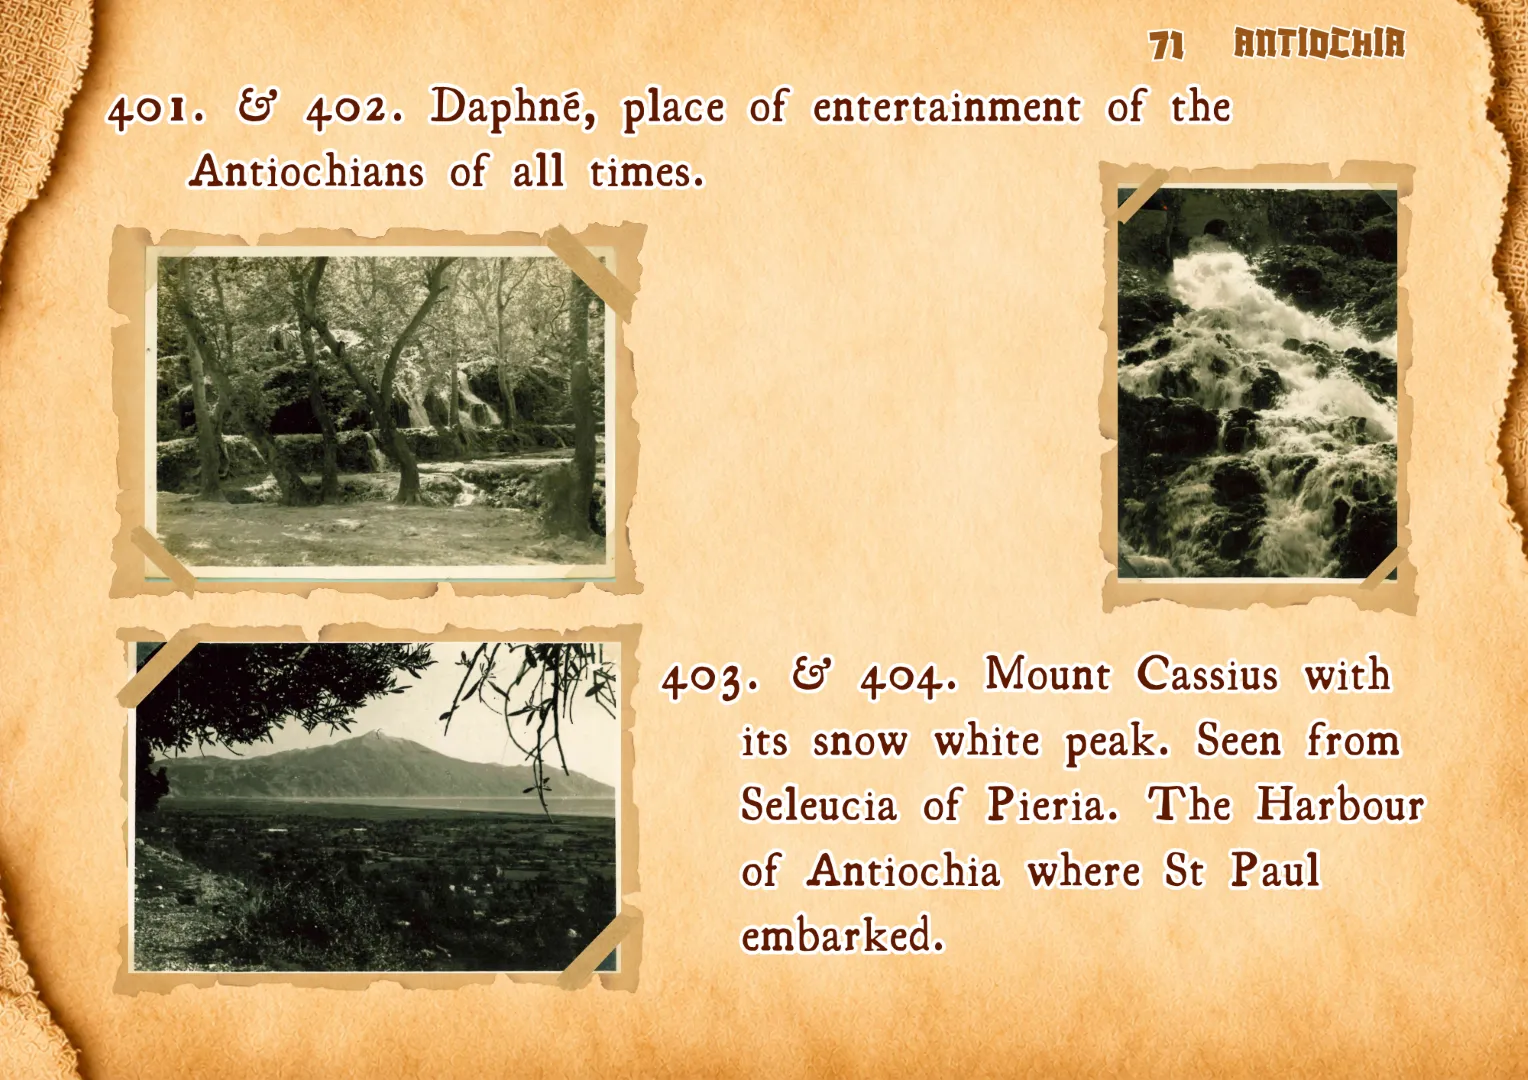 71 ANTIOCHIA
401. & 402. Daphné, place of entertainment of the
Antiochians of all times.
403. & 404. Mount Cassius with
its snow white peak. Seen from
Seleucia of Pieria. The Harbour
of Antiochia where St Paul
embarked.